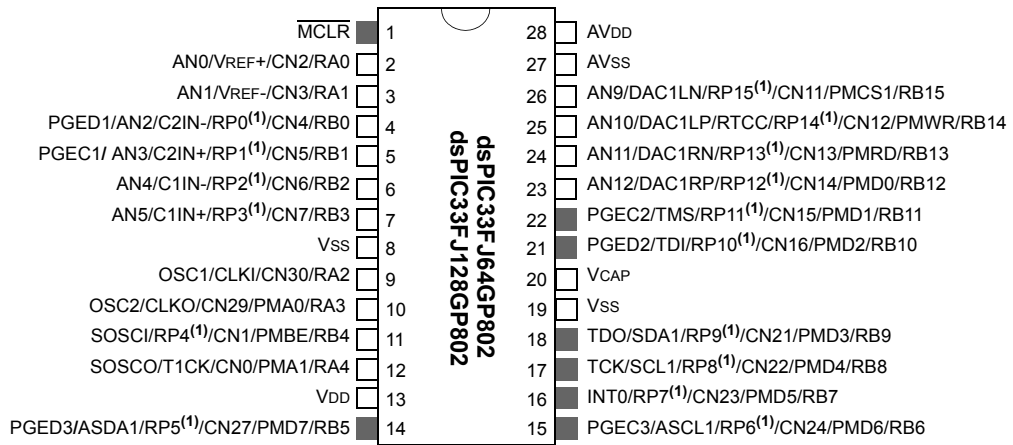 MCLR 1
AN0/VREF+/CN2/RA0 2
AN1/VREF-/CN3/RA1 3
PGED1/AN2/C2IN-/RP0(1)/CN4/RB0 4
PGEC1/ AN3/C2IN+/RP1(1)/CN5/RB1 5
AN4/C1IN-/RP2(1)/CN6/RB2 6
AN5/C1IN+/RP3(1)/CN7/RB3 7
VSS 8
OSC1/CLKI/CN30/RA2 9
OSC2/CLKO/CN29/PMA0/RA3 10
SOSCI/RP4(1)/CN1/PMBE/RB4 11
SOSCO/T1CK/CN0/PMA1/RA4 12
VDD 13
PGED3/ASDA1/RP5(1)/CN27/PMD7/RB5 14
dsPIC33FJ64GP802
dsPIC33FJ128GP802
28 AVDD
27 AVSS
26 AN9/DAC1LN/RP15(1)/CN11/PMCS1/RB15
25 AN10/DAC1LP/RTCC/RP14(1)/CN12/PMWR/RB14
24 AN11/DAC1RN/RP13(1)/CN13/PMRD/RB13
23 AN12/DAC1RP/RP12(1)/CN14/PMD0/RB12
22 PGEC2/TMS/RP11(1)/CN15/PMD1/RB11
21 PGED2/TDI/RP10(1)/CN16/PMD2/RB10
20 VCAP
19 VSS
18 TDO/SDA1/RP9(1)/CN21/PMD3/RB9
17 TCK/SCL1/RP8(1)/CN22/PMD4/RB8
16 INT0/RP7(1)/CN23/PMD5/RB7
15 PGEC3/ASCL1/RP6(1)/CN24/PMD6/RB6